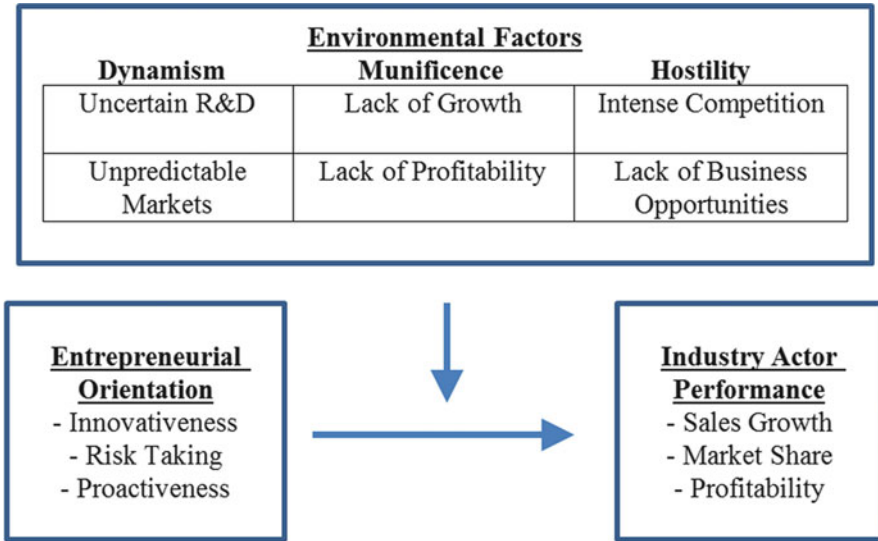 Environmental Factors
Dynamism Munificence Hostility
Uncertain R&D Lack of Growth Intense Competition
Unpredictable Markets Lack of Profitability Lack of Business Opportunities
Entrepreneurial
Orientation
- Innovativeness
- Risk Taking
- Proactiveness
Industry Actor
Performance
- Sales Growth
- Market Share
- Profitability